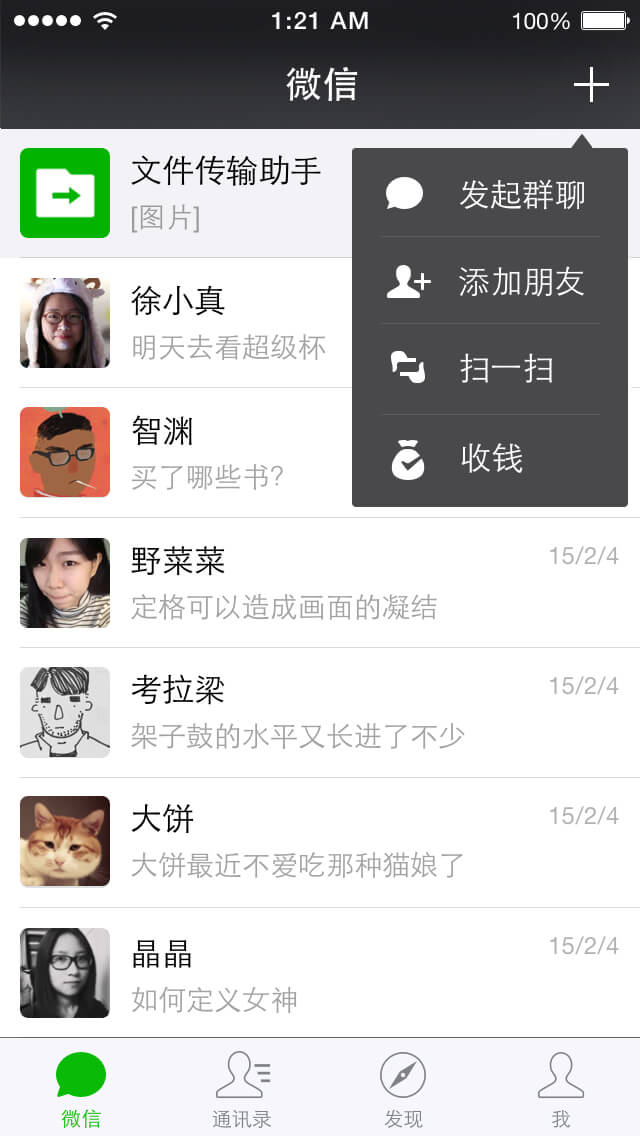 1:21 AM 100%
微信
文件传输助手
[图片]
发起群聊
添加朋友
扫一扫
收钱
徐小真
明天去看超级杯
智渊
买了哪些书?
野菜菜 15/2/4
定格可以造成画面的凝结
考拉梁 15/2/4
架子鼓的水平又长进了不少
大饼 15/2/4
大饼最近不爱吃那种猫娘了
晶晶 15/2/4
如何定义女神
微信 通讯录 发现 我